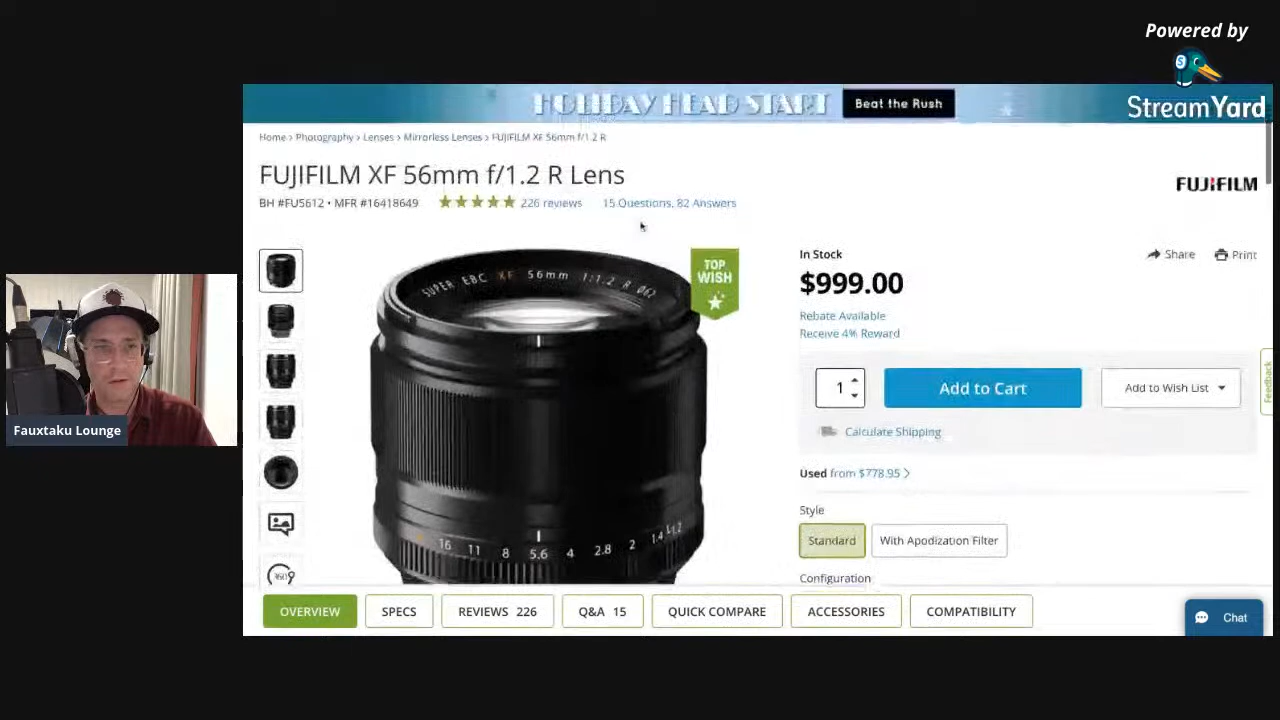 Powered by
StreamYard
HOLIDAY HEAD START
Beat the Rush
Home › Photography › Lenses › Mirrorless Lenses › FUJIFILM XF 56mm f/1.2 R
FUJIFILM XF 56mm f/1.2 R Lens
BH #FU5612 • MFR #16418649
226 reviews
15 Questions, 82 Answers
FUJIFILM
SUPER EBC XF 56mm 1:1.2 R Ø62
TOP
WISH
In Stock
Share
Print
$999.00
Rebate Available
Receive 4% Reward
1
Add to Cart
Add to Wish List
Feedback
Calculate Shipping
Used from $778.95
Style
Standard
With Apodization Filter
Configuration
16 11 8 5.6 4 2.8 2 1.4 1.2
360
Fauxtaku Lounge
OVERVIEW
SPECS
REVIEWS 226
Q&A 15
QUICK COMPARE
ACCESSORIES
COMPATIBILITY
Chat